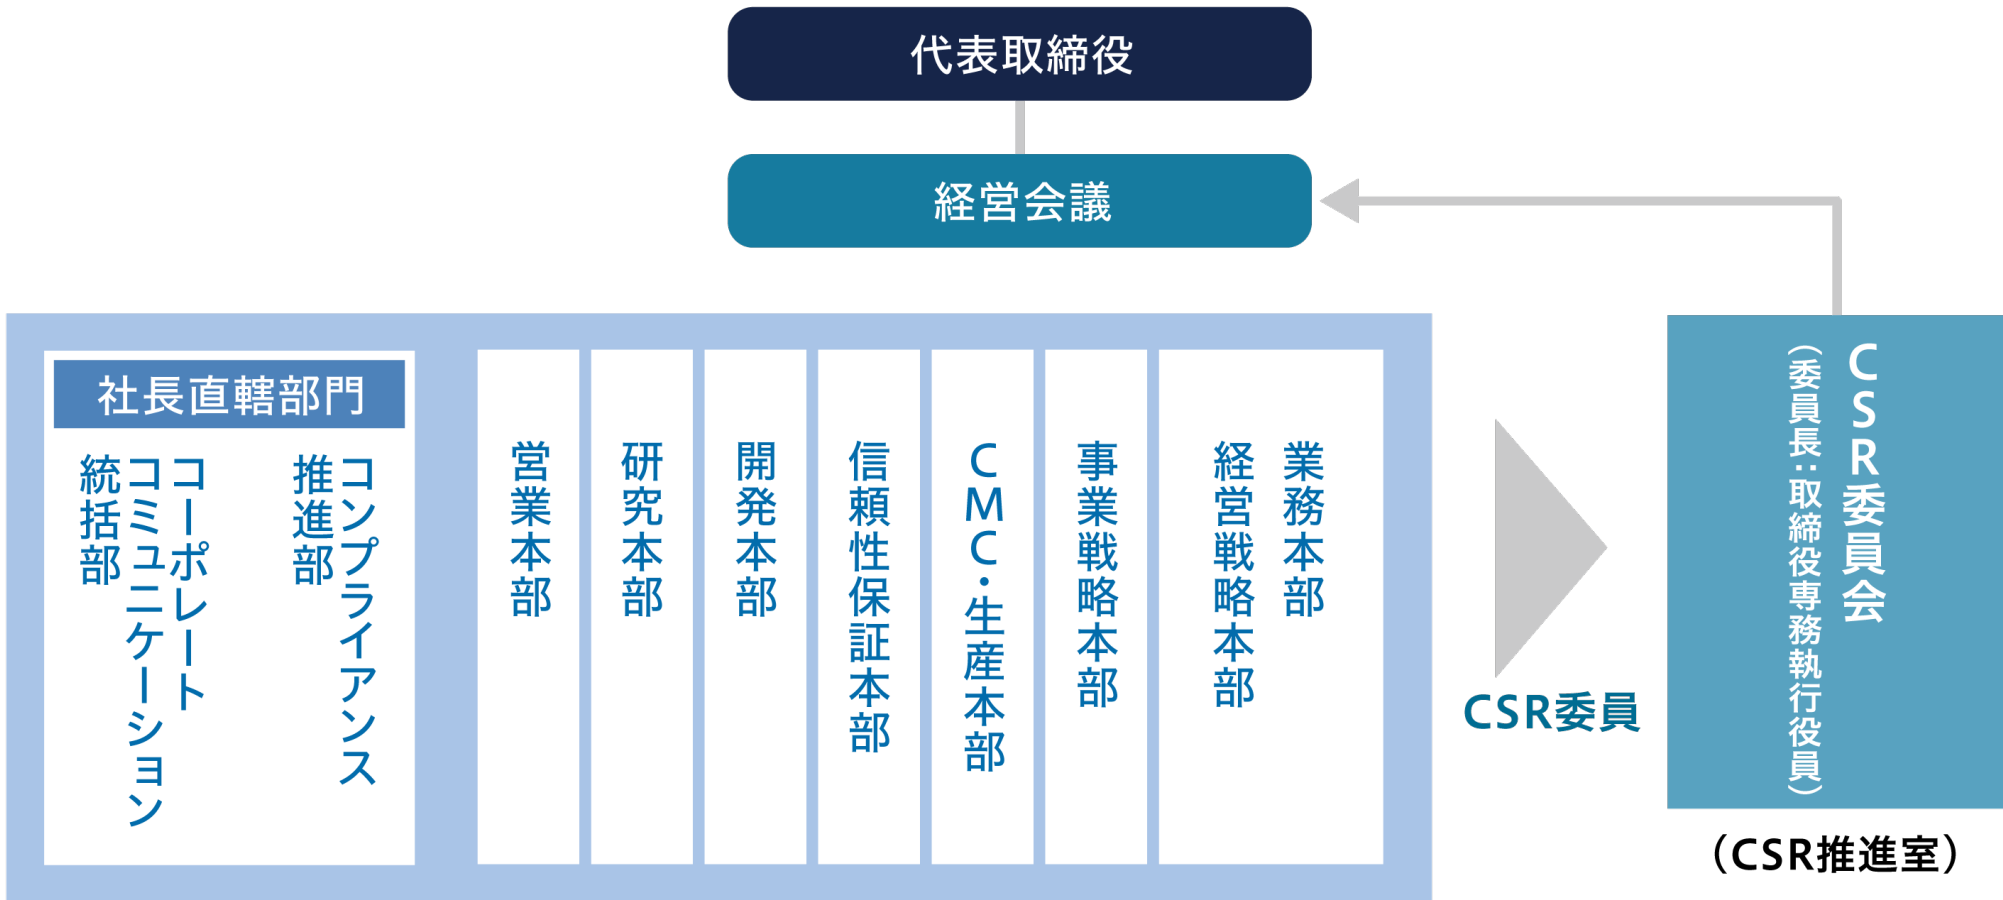 代表取締役
経営会議
社長直轄部門
コーポレート
コミュニケーション
統括部
コンプライアンス
推進部
営業本部
研究本部
開発本部
信頼性保証本部
CMC・生産本部
事業戦略本部
業務本部
経営戦略本部
CSR委員
CSR委員会
（委員長：取締役専務執行役員）
（CSR推進室）